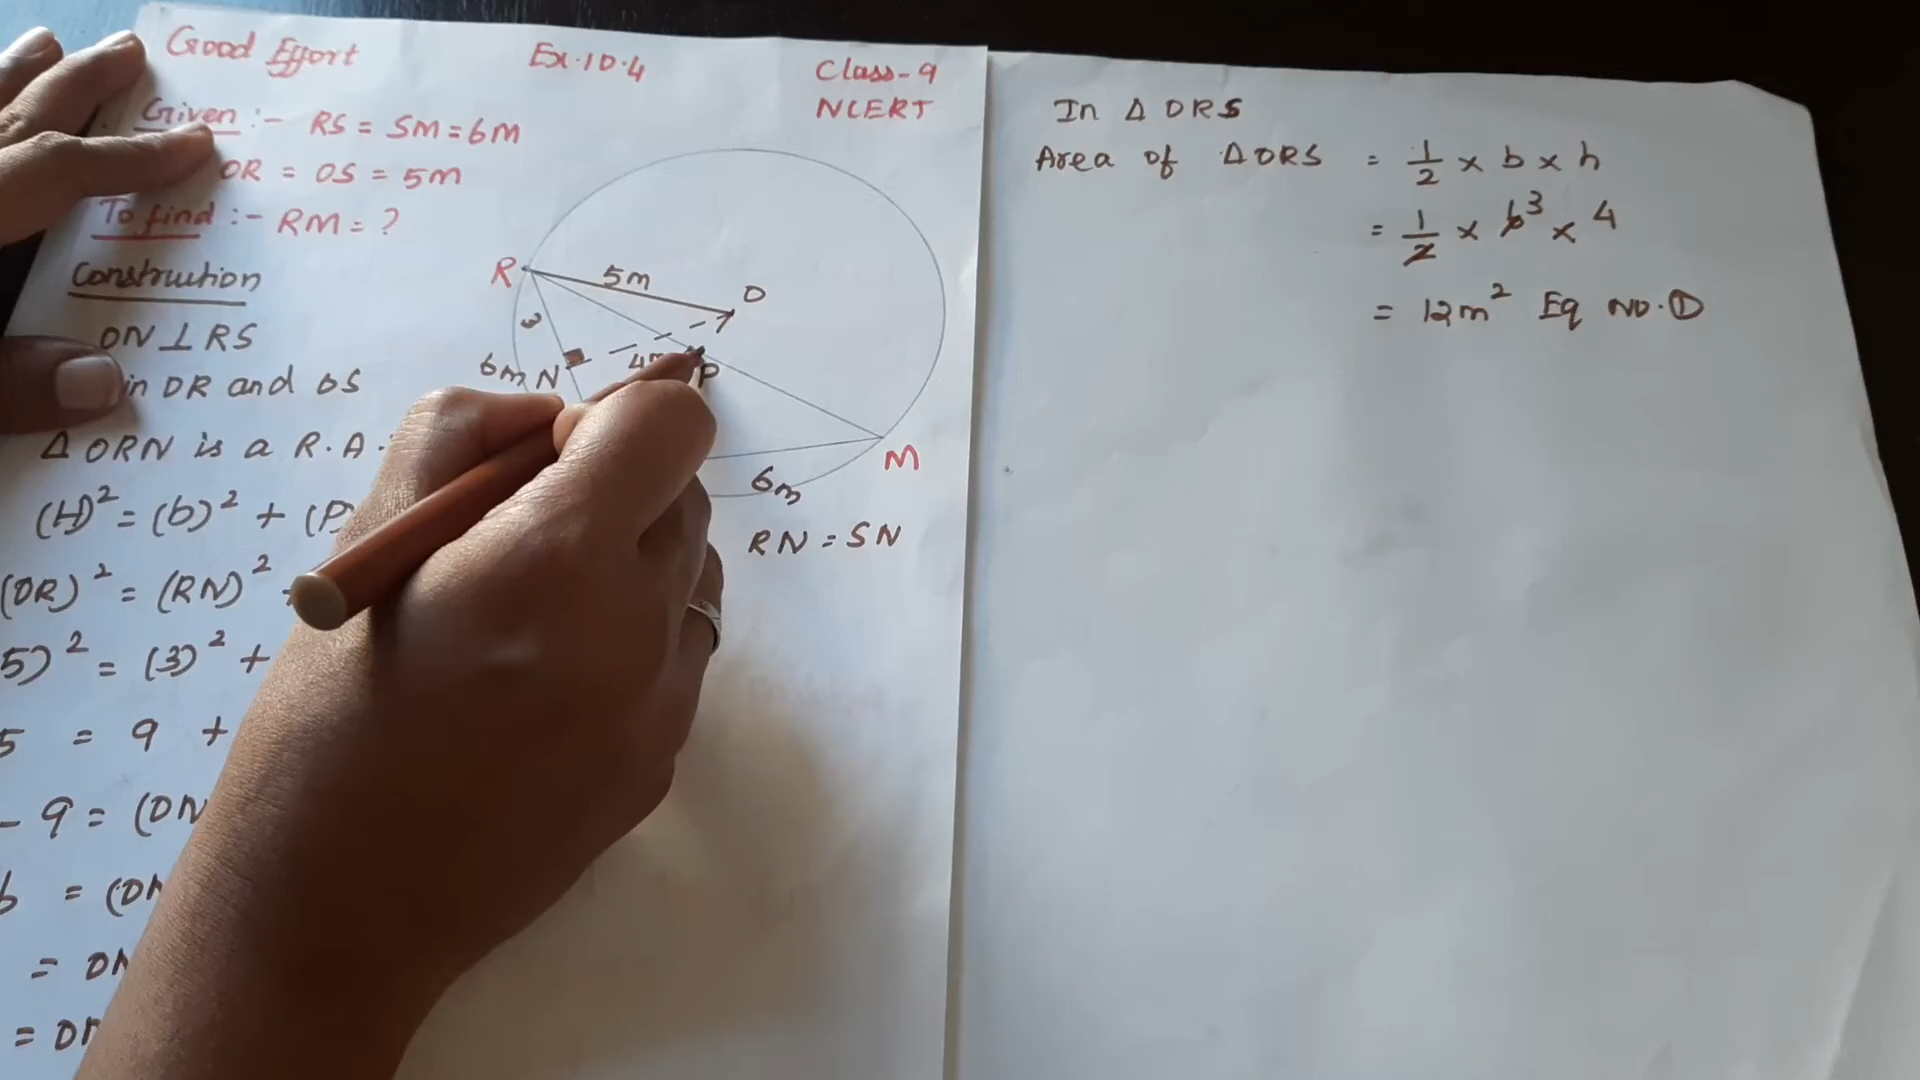 Good Effort
Ex.10.4
Class-9
NCERT
Given :- RS = SM = 6M
OR = OS = 5M
To find :- RM = ?
Construction
ON ⊥ RS
in OR and OS
Δ ORN is a R.A.
(H)² = (b)² + (P)
(OR)² = (RN)²
5)² = (3)² +
5 = 9 +
- 9 = (ON
= (ON
= ON
= ON
R
5m
O
3
6m N
4m
P
M
6m
RN = SN
In Δ ORS
Area of ΔORS = 1/2 × b × h
= 1/2 × 6³ × 4
= 12m² Eq NO.①